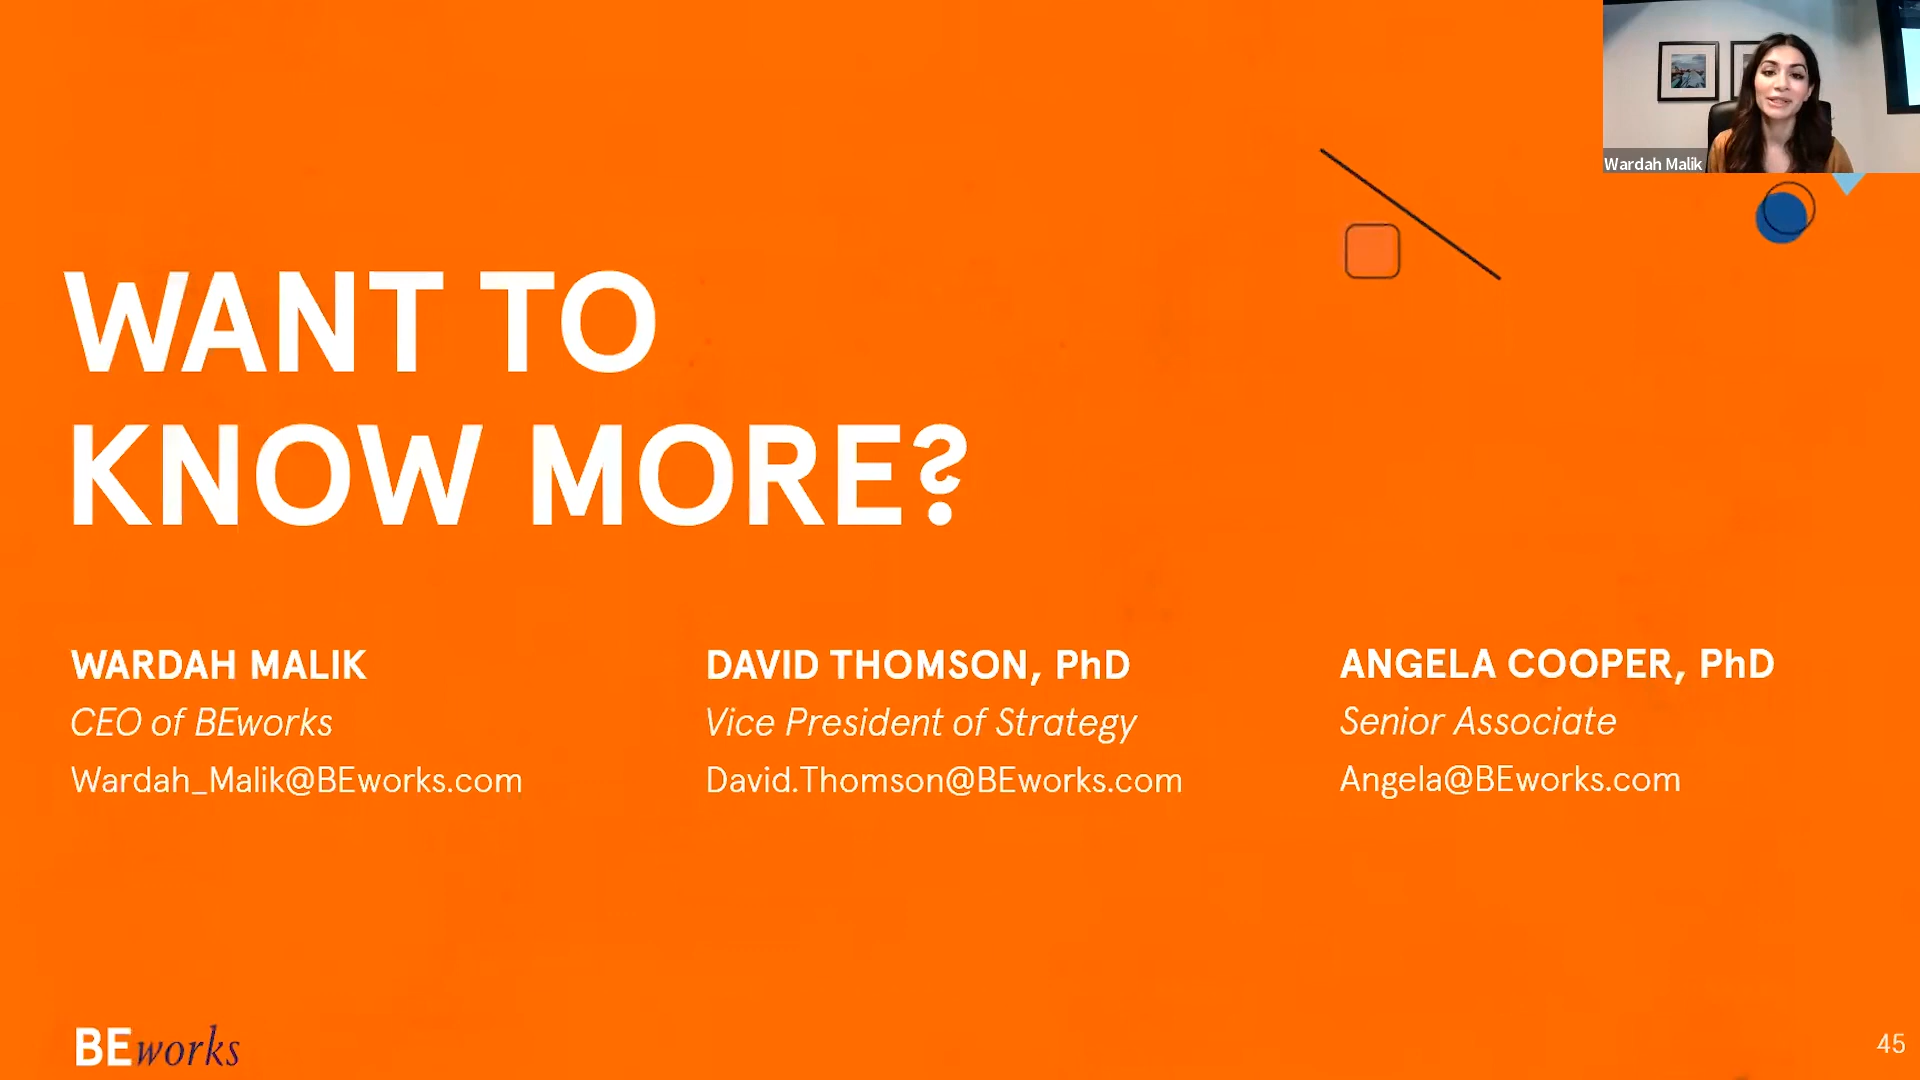 Wardah Malik
WANT TO
KNOW MORE?
WARDAH MALIK
CEO of BEworks
Wardah_Malik@BEworks.com
DAVID THOMSON, PhD
Vice President of Strategy
David.Thomson@BEworks.com
ANGELA COOPER, PhD
Senior Associate
Angela@BEworks.com
BEworks
45